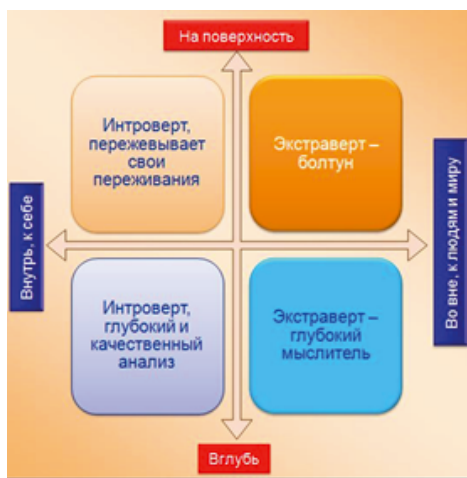 На поверхность
Интроверт,
пережевывает
свои
переживания
Экстраверт –
болтун
Внутрь, к себе
Во вне, к людям и миру
Интроверт,
глубокий и
качественный
анализ
Экстраверт –
глубокий
мыслитель
Вглубь